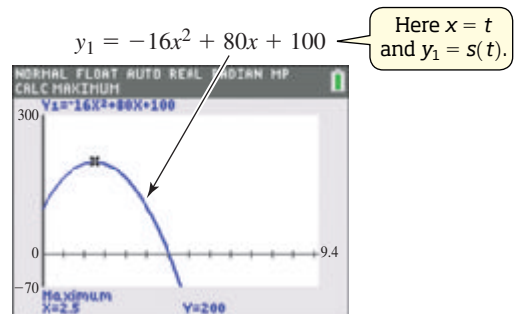 y₁ = −16x² + 80x + 100
Here x = t
and y₁ = s(t).
NORMAL FLOAT AUTO REAL RADIAN MP
CALC MAXIMUM
Y1=-16X²+80X+100
300
0
9.4
−70
Maximum
X=2.5 Y=200